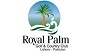 Royal Palm
Golf & Country Club
Lahore - Pakistan